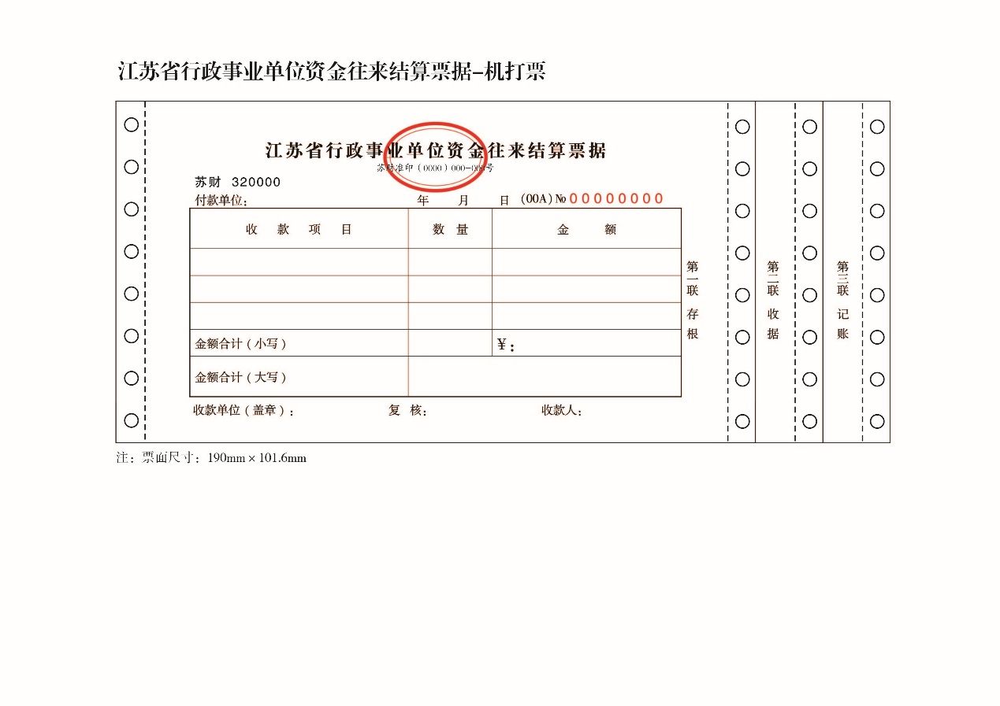 江苏省行政事业单位资金往来结算票据-机打票
江苏省行政事业单位资金往来结算票据
苏财准印（0000）000-000号
苏财 320000
付款单位： 年 月 日 (00A)№00000000
收 款 项 目 数 量 金 额
金额合计（小写） ￥：
金额合计（大写）
收款单位（盖章）： 复 核： 收款人：
第一联 存根
第二联 收据
第三联 记账
注：票面尺寸：190mm×101.6mm